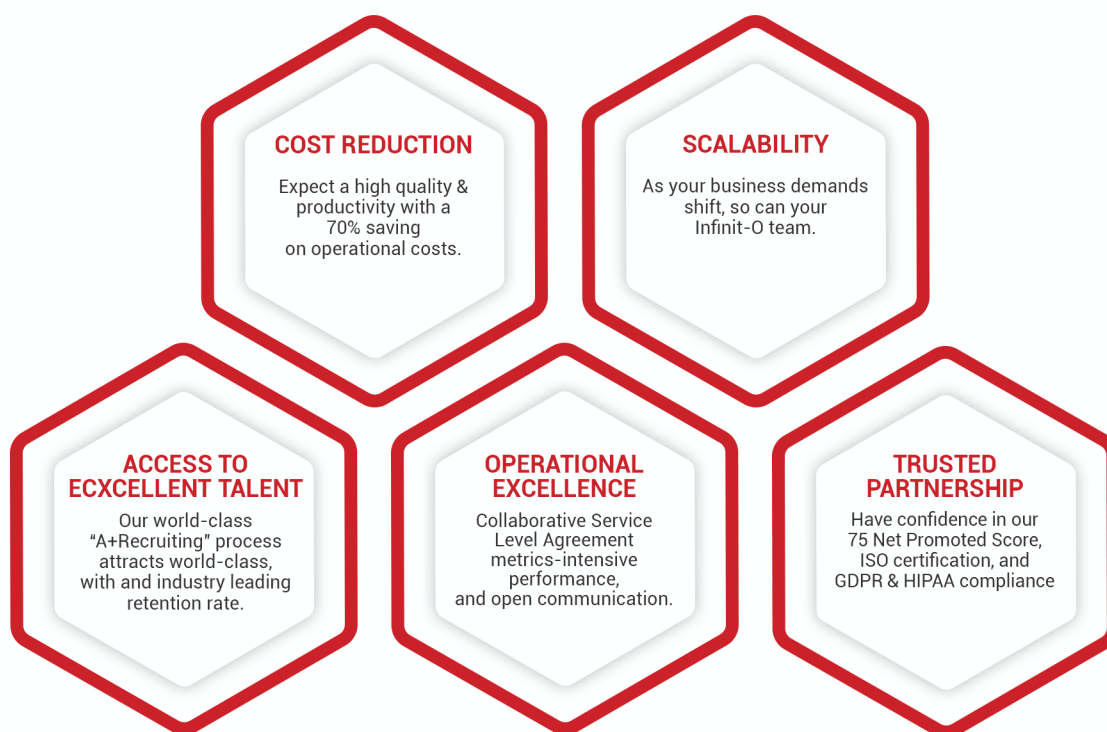 COST REDUCTION
Expect a high quality &
productivity with a
70% saving
on operational costs.
SCALABILITY
As your business demands
shift, so can your
Infinit-O team.
ACCESS TO
ECXCELLENT TALENT
Our world-class
“A+Recruiting” process
attracts world-class,
with and industry leading
retention rate.
OPERATIONAL
EXCELLENCE
Collaborative Service
Level Agreement
metrics-intensive
performance,
and open communication.
TRUSTED
PARTNERSHIP
Have confidence in our
75 Net Promoted Score,
ISO certification, and
GDPR & HIPAA compliance